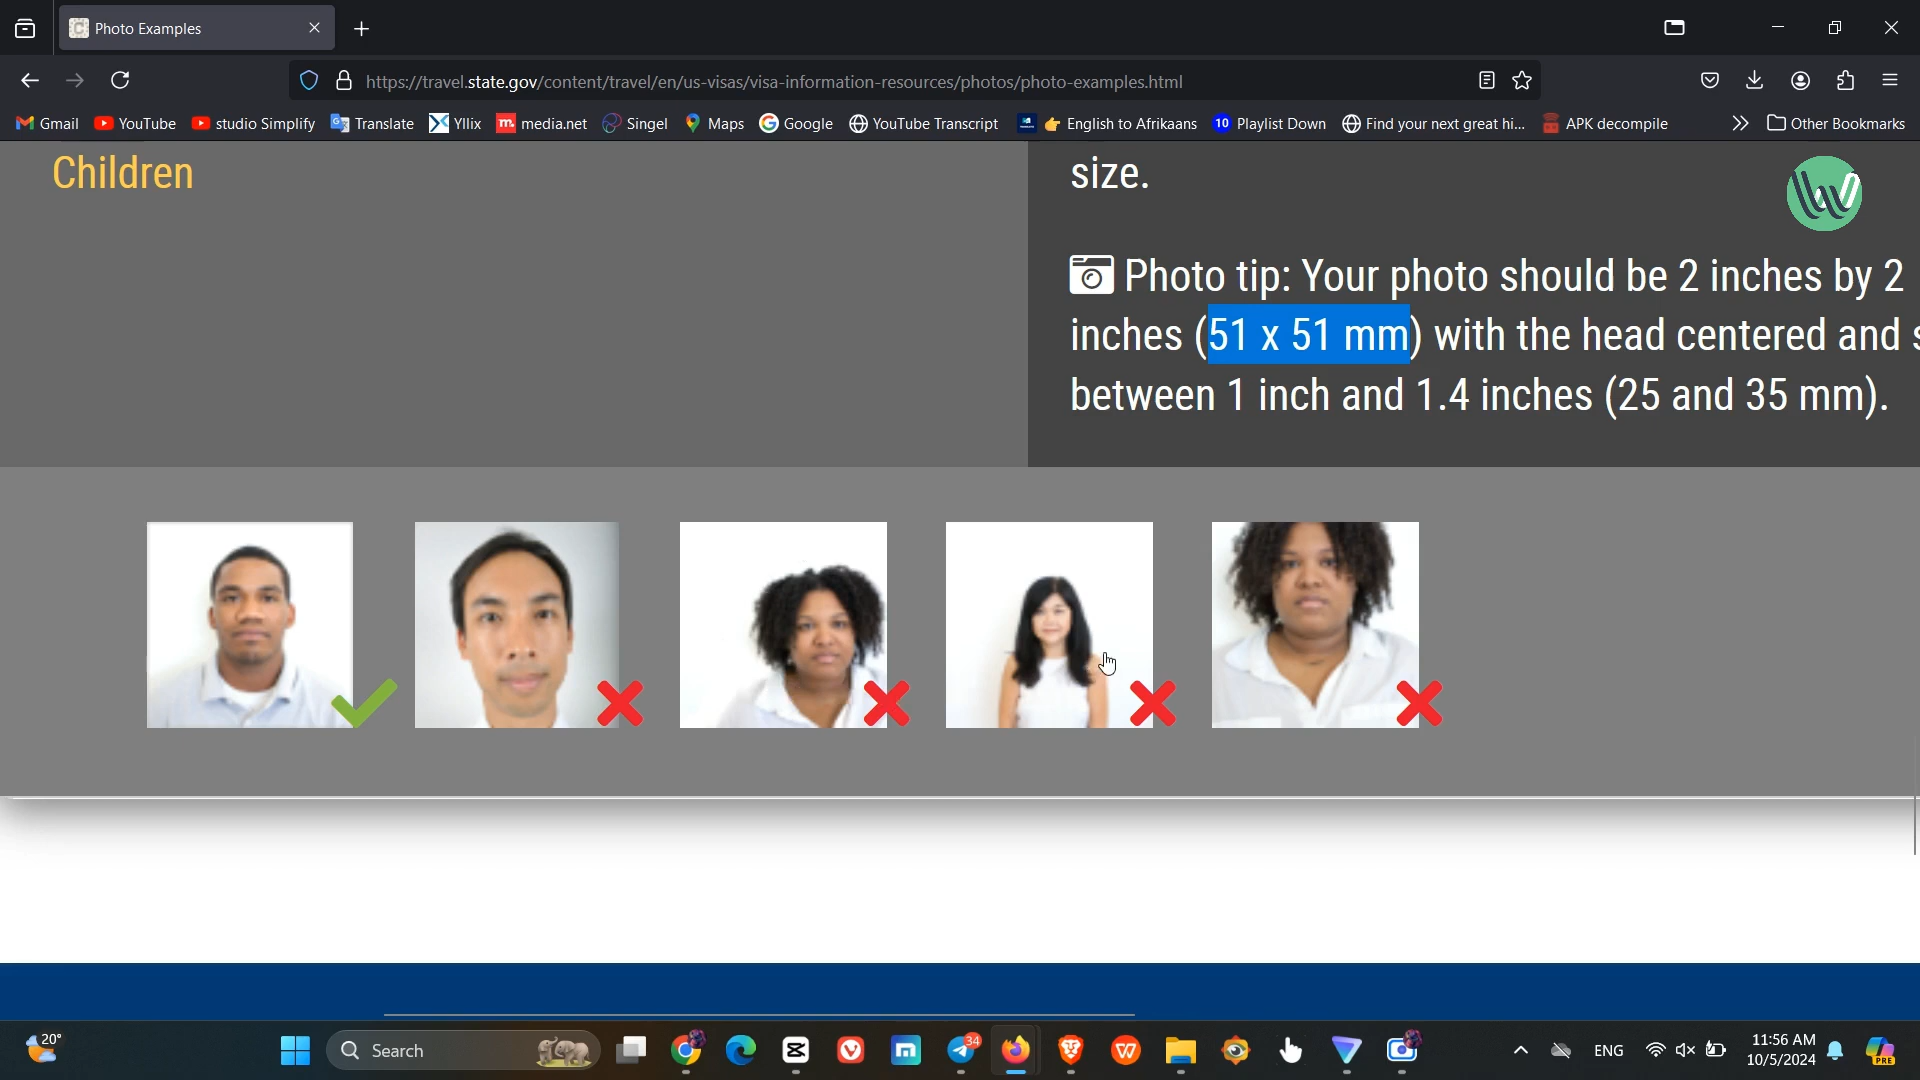 Photo Examples
https://travel.state.gov/content/travel/en/us-visas/visa-information-resources/photos/photo-examples.html
Gmail YouTube studio Simplify Translate Yllix media.net Singel Maps Google YouTube Transcript English to Afrikaans Playlist Down Find your next great hi... APK decompile Other Bookmarks
Children
size.
Photo tip: Your photo should be 2 inches by 2
inches (51 x 51 mm) with the head centered and s
between 1 inch and 1.4 inches (25 and 35 mm).
20°
Search
34
ENG
11:56 AM
10/5/2024
PRE